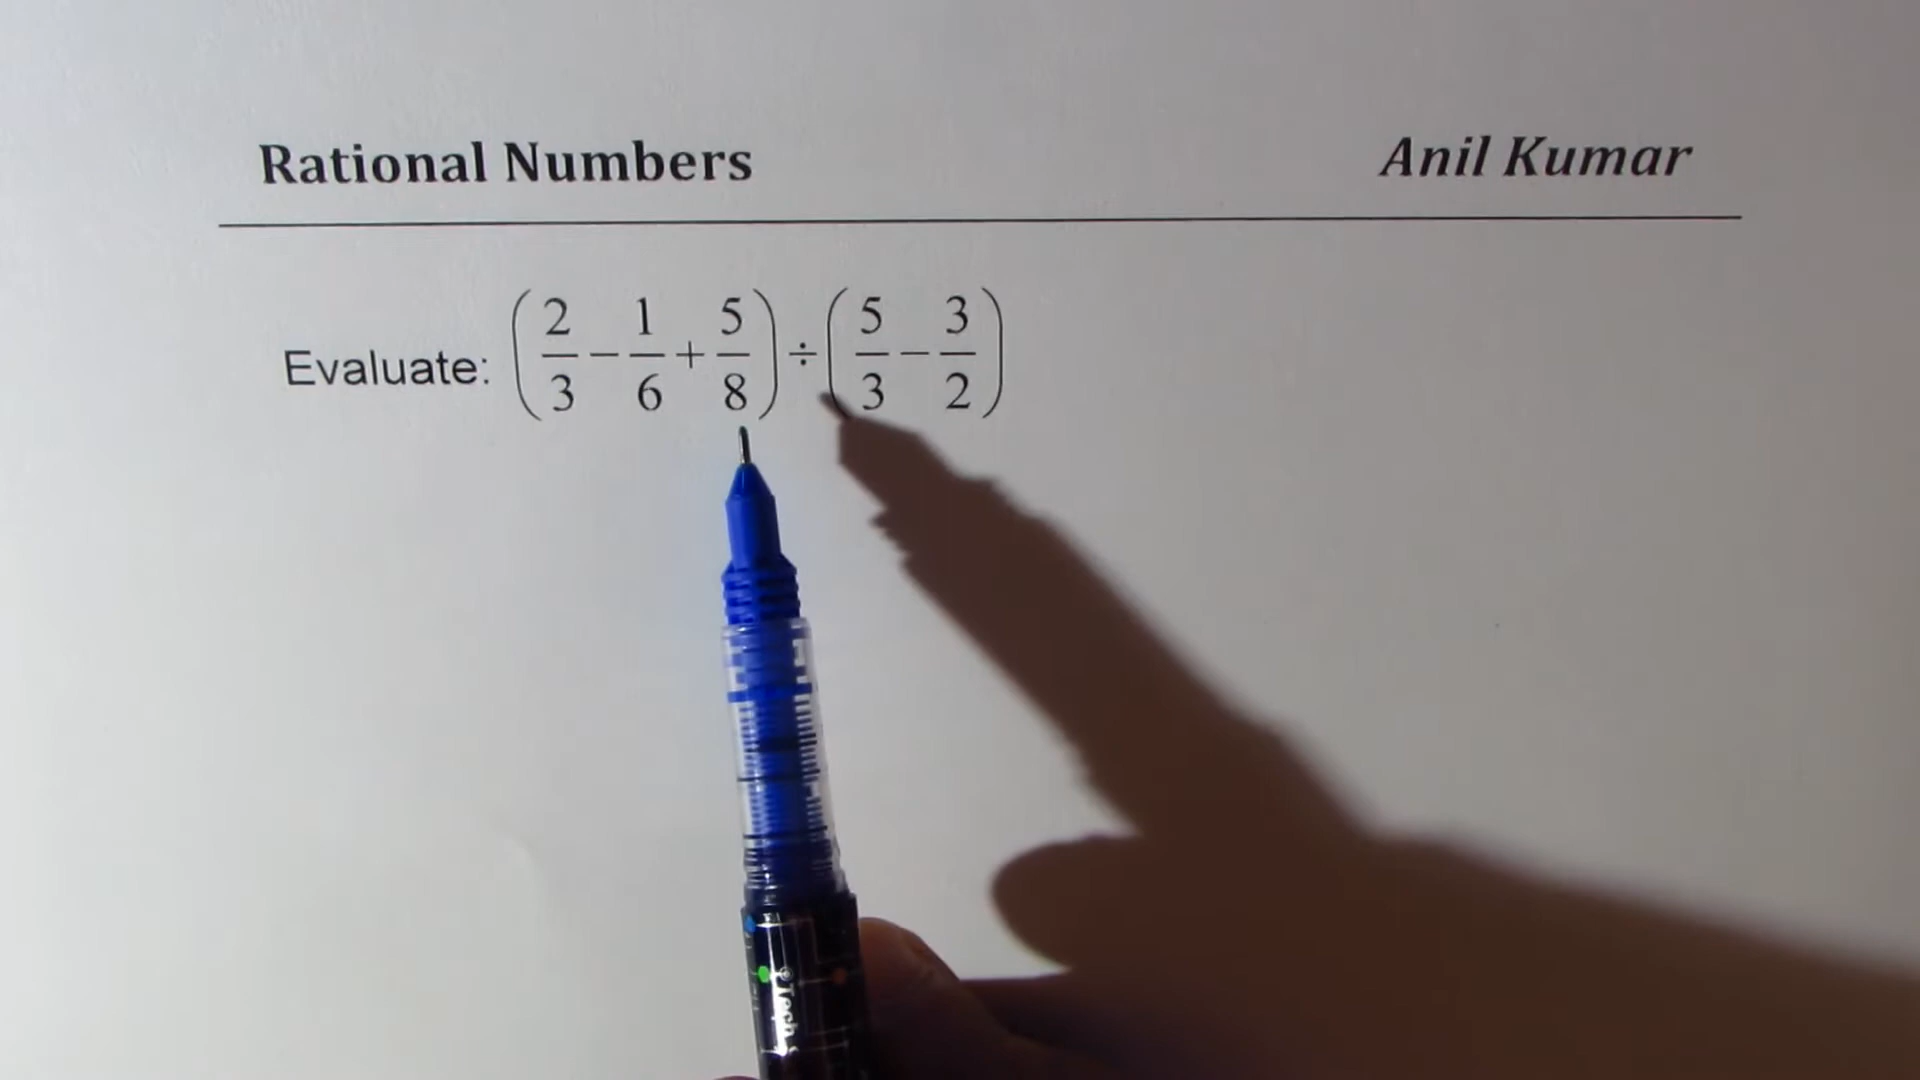 Rational Numbers Anil Kumar
Evaluate: (2/3 − 1/6 + 5/8) ÷ (5/3 − 3/2)